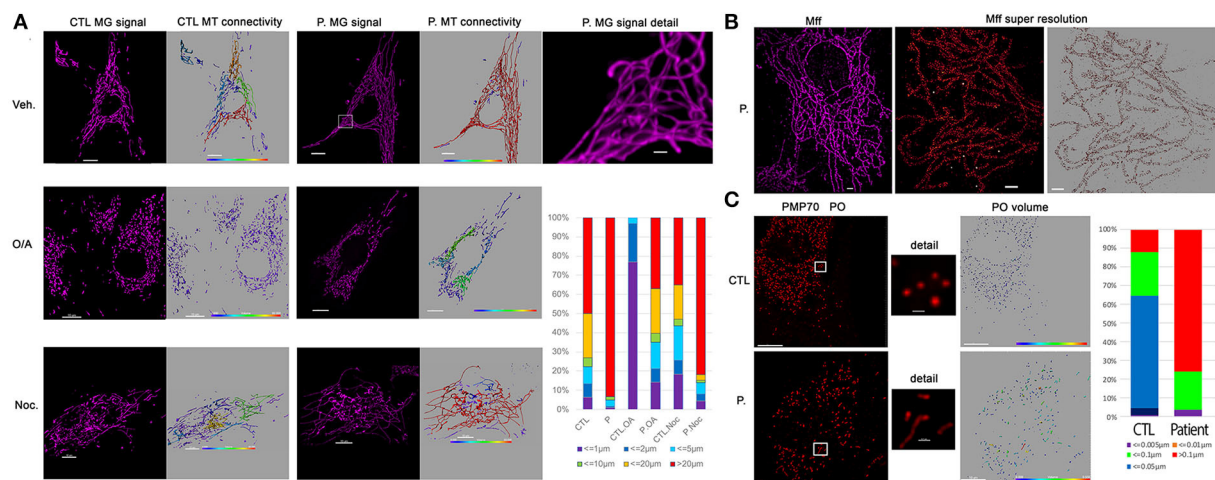 A
CTL MG signal
CTL MT connectivity
P. MG signal
P. MT connectivity
P. MG signal detail
Veh.
O/A
Noc.
100%
90%
80%
70%
60%
50%
40%
30%
20%
10%
0%
CTL
P
CTL.OA
P.OA
CTL.Noc
P.Noc
<=1µm
<=2µm
<=5µm
<=10µm
<=20µm
>20µm
B
Mff
Mff super resolution
P.
C
PMP70 PO
PO volume
CTL
detail
P.
detail
100%
90%
80%
70%
60%
50%
40%
30%
20%
10%
0%
CTL
Patient
<=0.005µm
<=0.01µm
<=0.1µm
>0.1µm
<=0.05µm